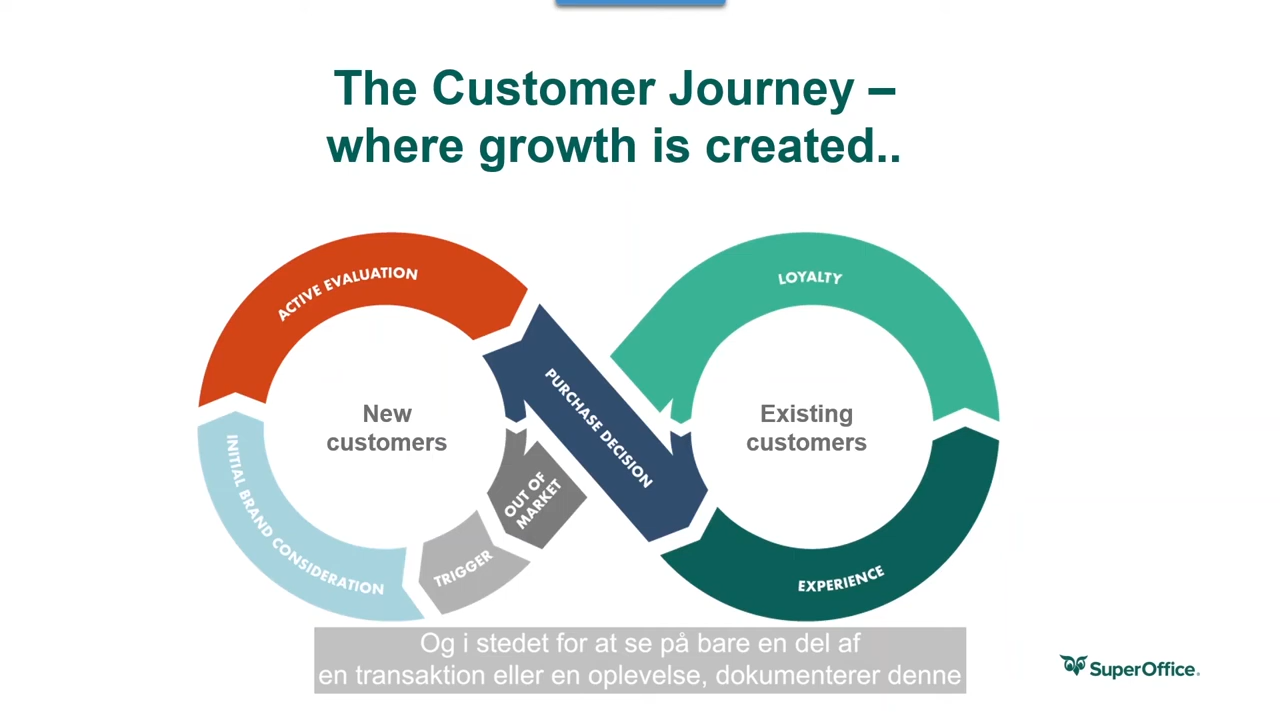 The Customer Journey –
where growth is created..
ACTIVE EVALUATION
LOYALTY
PURCHASE DECISION
New
customers
Existing
customers
INITIAL BRAND CONSIDERATION
OUT OF
MARKET
TRIGGER
EXPERIENCE
Og i stedet for at se på bare en del af
en transaktion eller en oplevelse, dokumenterer denne
SuperOffice.